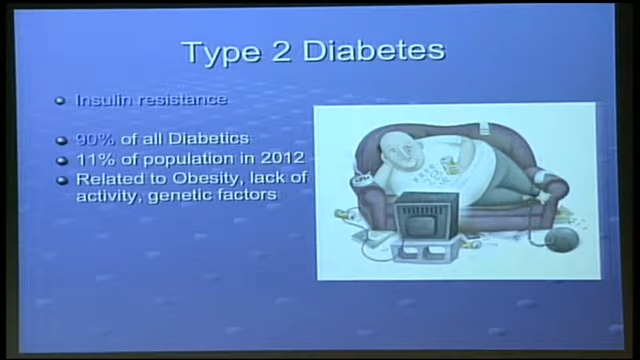 Type 2 Diabetes
Insulin resistance
90% of all Diabetics
11% of population in 2012
Related to Obesity, lack of
activity, genetic factors